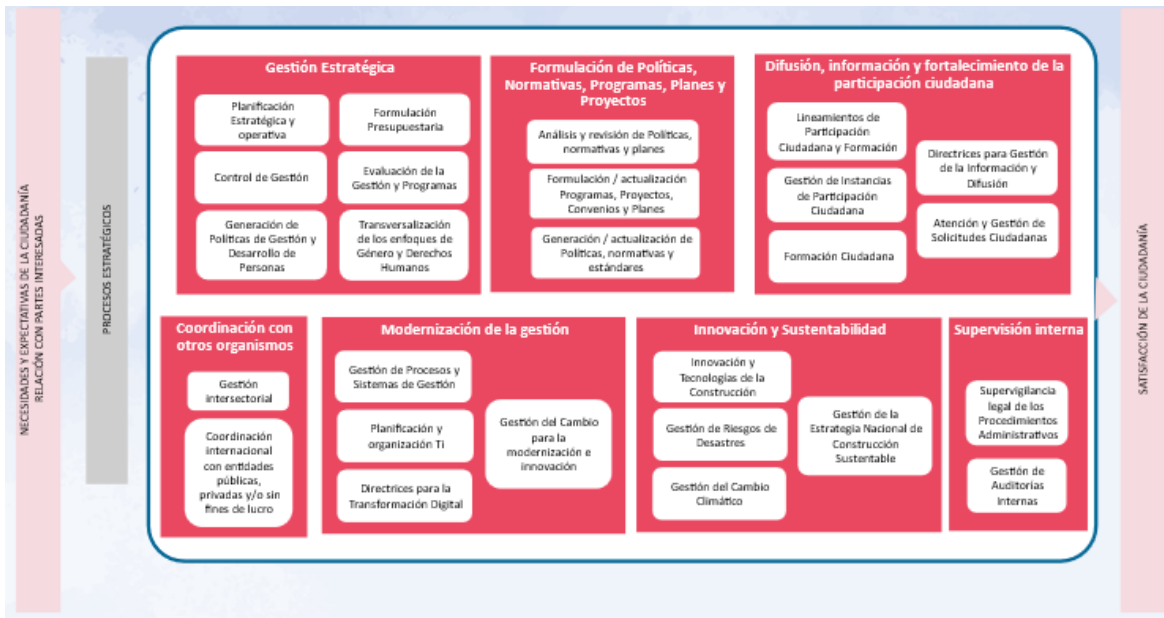 NECESIDADES Y EXPECTATIVAS DE LA CIUDADANÍA
RELACIÓN CON PARTES INTERESADAS
PROCESOS ESTRATÉGICOS
Gestión Estratégica
Planificación
Estratégica y
operativa
Formulación
Presupuestaria
Control de Gestión
Evaluación de la
Gestión y Programas
Generación de
Políticas de Gestión y
Desarrollo de
Personas
Transversalización
de los enfoques de
Género y Derechos
Humanos
Formulación de Políticas,
Normativas, Programas, Planes y
Proyectos
Análisis y revisión de Políticas,
normativas y planes
Formulación / actualización
Programas, Proyectos,
Convenios y Planes
Generación / actualización de
Políticas, normativas y
estándares
Difusión, información y fortalecimiento de la
participación ciudadana
Lineamientos de
Participación
Ciudadana y Formación
Gestión de Instancias
de Participación
Ciudadana
Formación Ciudadana
Directrices para Gestión
de la Información y
Difusión
Atención y Gestión de
Solicitudes Ciudadanas
Coordinación con
otros organismos
Gestión
intersectorial
Coordinación
internacional
con entidades
públicas,
privadas y/o sin
fines de lucro
Modernización de la gestión
Gestión de Procesos y
Sistemas de Gestión
Planificación y
organización Ti
Directrices para la
Transformación Digital
Gestión del Cambio
para la
modernización e
innovación
Innovación y Sustentabilidad
Innovación y
Tecnologías de la
Construcción
Gestión de Riesgos de
Desastres
Gestión del Cambio
Climático
Gestión de la
Estrategia Nacional de
Construcción
Sustentable
Supervisión interna
Supervigilancia
legal de los
Procedimientos
Administrativos
Gestión de
Auditorías
Internas
SATISFACCIÓN DE LA CIUDADANÍA